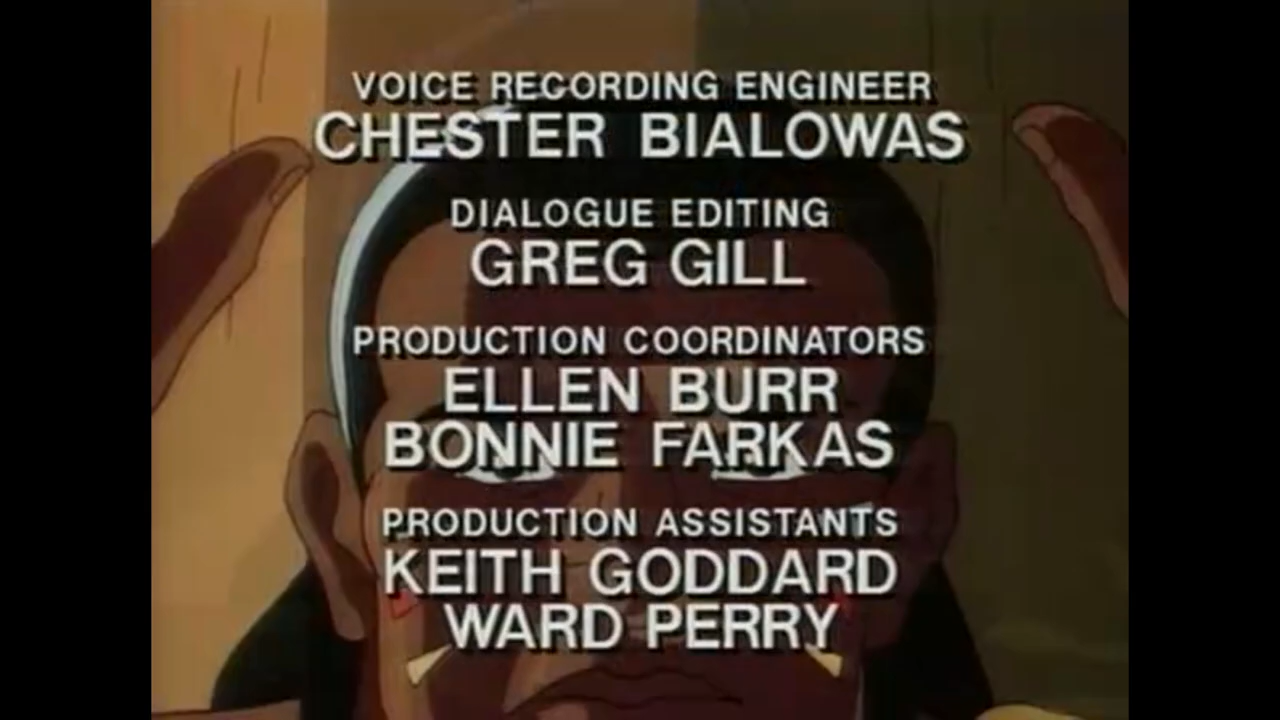 VOICE RECORDING ENGINEER
CHESTER BIALOWAS
DIALOGUE EDITING
GREG GILL
PRODUCTION COORDINATORS
ELLEN BURR
BONNIE FARKAS
PRODUCTION ASSISTANTS
KEITH GODDARD
WARD PERRY